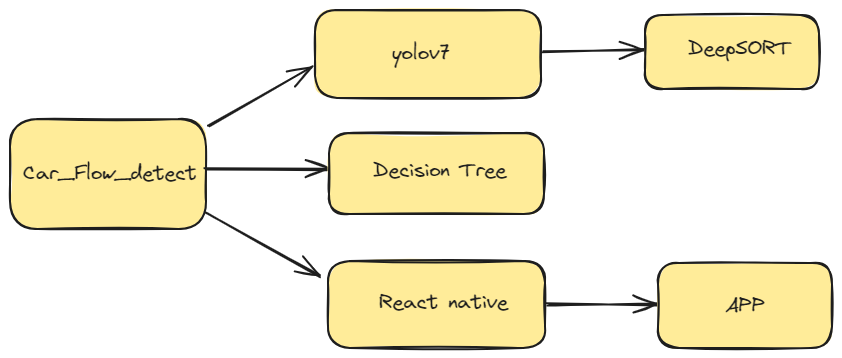 yolov7
DeepSORT
Car_Flow_detect
Decision Tree
React native
APP